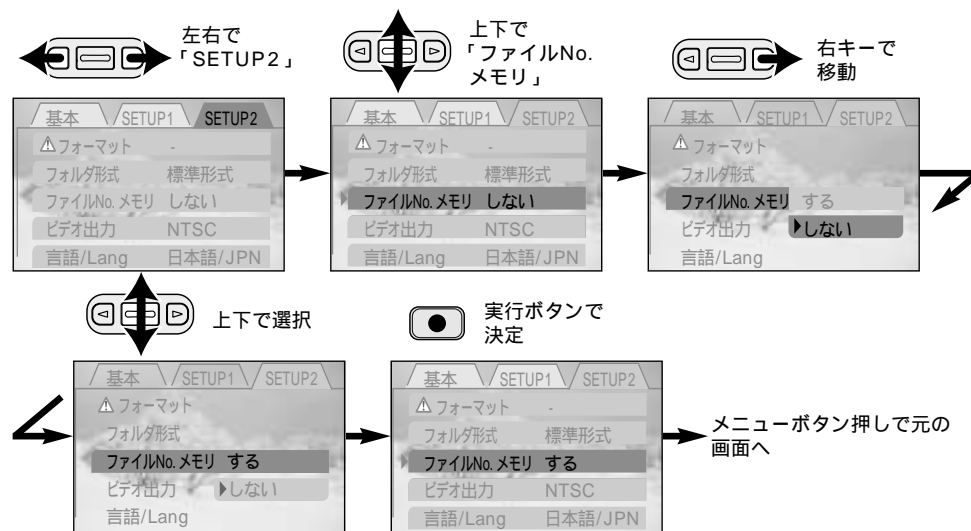 左右で
「SETUP2」
基本 SETUP1 SETUP2
フォーマット -
フォルダ形式 標準形式
ファイルNo.メモリ しない
ビデオ出力 NTSC
言語/Lang 日本語/JPN
上下で
「ファイルNo.
メモリ」
基本 SETUP1 SETUP2
フォーマット -
フォルダ形式 標準形式
ファイルNo.メモリ しない
ビデオ出力 NTSC
言語/Lang 日本語/JPN
右キーで
移動
基本 SETUP1 SETUP2
フォーマット
フォルダ形式
ファイルNo.メモリ する
ビデオ出力 しない
言語/Lang
上下で選択
基本 SETUP1 SETUP2
フォーマット
フォルダ形式
ファイルNo.メモリ する
ビデオ出力 しない
言語/Lang
実行ボタンで
決定
基本 SETUP1 SETUP2
フォーマット -
フォルダ形式 標準形式
ファイルNo.メモリ する
ビデオ出力 NTSC
言語/Lang 日本語/JPN
メニューボタン押しで元の
画面へ